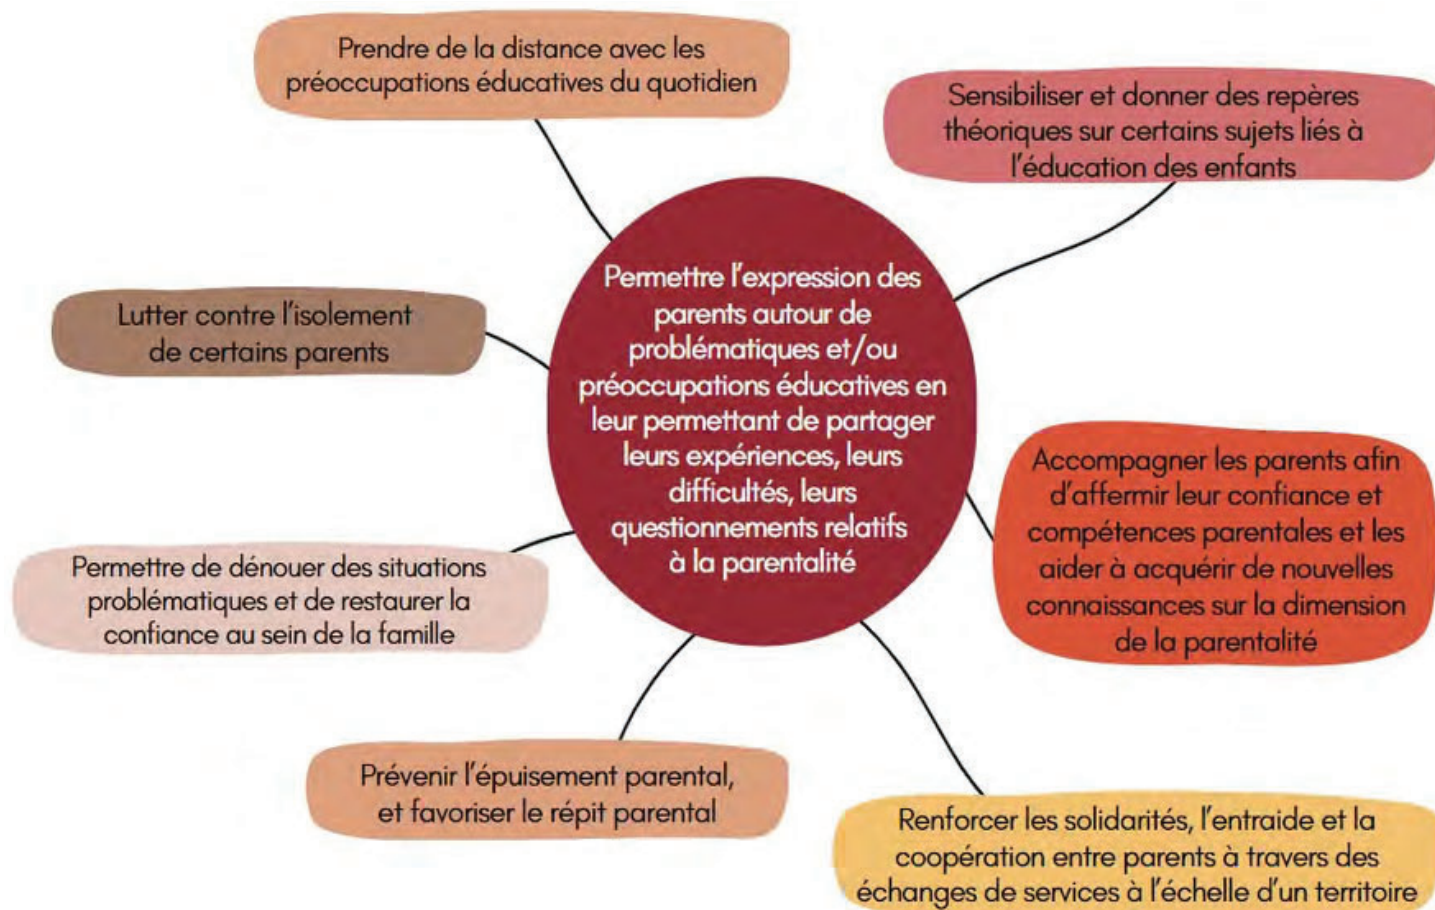 Prendre de la distance avec les
préoccupations éducatives du quotidien
Sensibiliser et donner des repères
théoriques sur certains sujets liés à
l'éducation des enfants
Permettre l'expression des
parents autour de
problématiques et/ou
préoccupations éducatives en
leur permettant de partager
leurs expériences, leurs
difficultés, leurs
questionnements relatifs
à la parentalité
Lutter contre l'isolement
de certains parents
Accompagner les parents afin
d'affermir leur confiance et
compétences parentales et les
aider à acquérir de nouvelles
connaissances sur la dimension
de la parentalité
Permettre de dénouer des situations
problématiques et de restaurer la
confiance au sein de la famille
Prévenir l'épuisement parental,
et favoriser le répit parental
Renforcer les solidarités, l'entraide et la
coopération entre parents à travers des
échanges de services à l'échelle d'un territoire